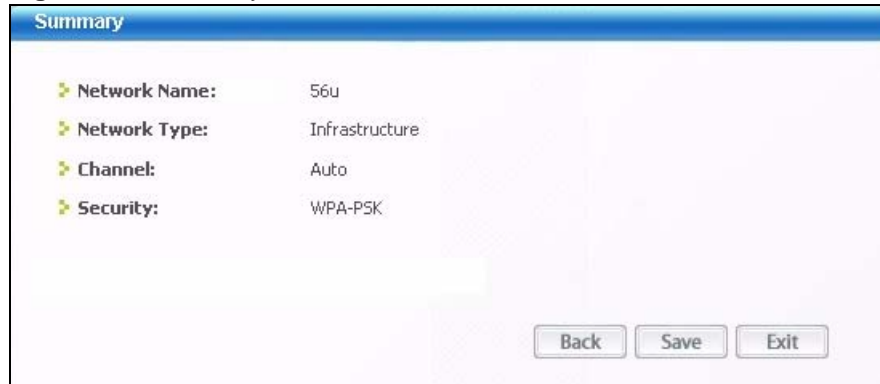 Summary
Network Name: 56u
Network Type: Infrastructure
Channel: Auto
Security: WPA-PSK
Back Save Exit